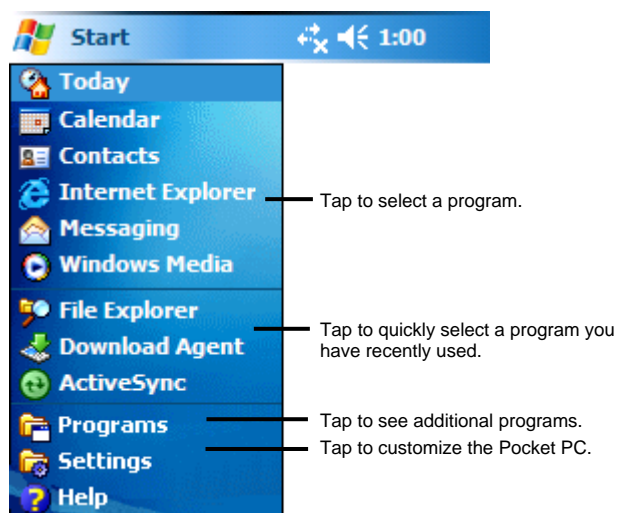 Start 1:00
Today
Calendar
Contacts
Internet Explorer
Tap to select a program.
Messaging
Windows Media
File Explorer
Tap to quickly select a program you
have recently used.
Download Agent
ActiveSync
Programs
Tap to see additional programs.
Settings
Tap to customize the Pocket PC.
Help